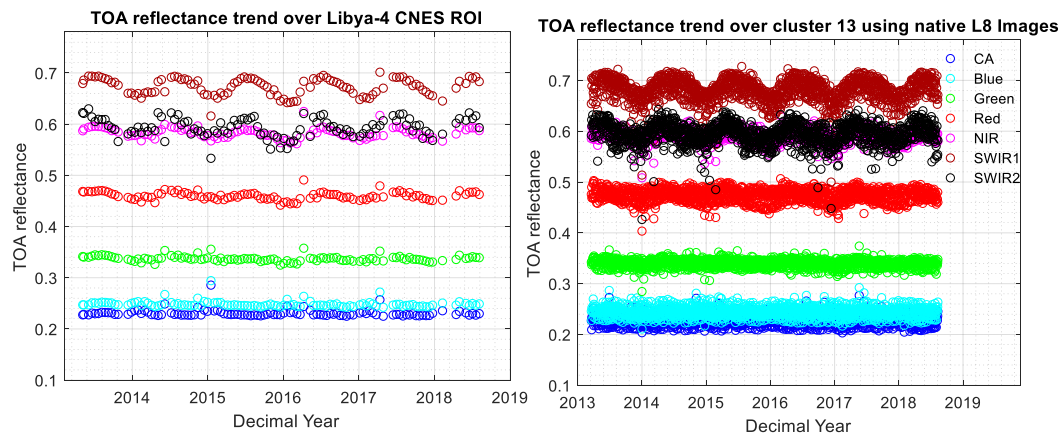 TOA reflectance trend over Libya-4 CNES ROI
0.7
0.6
0.5
0.4
0.3
0.2
0.1
TOA reflectance
2014 2015 2016 2017 2018 2019
Decimal Year
TOA reflectance trend over cluster 13 using native L8 Images
0.7
0.6
0.5
0.4
0.3
0.2
0.1
TOA reflectance
CA
Blue
Green
Red
NIR
SWIR1
SWIR2
2013 2014 2015 2016 2017 2018 2019
Decimal Year